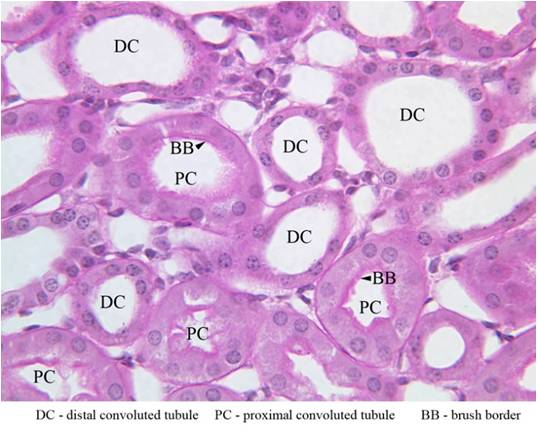 DC
DC
BB
PC
DC
DC
BB
PC
DC
PC
PC
DC - distal convoluted tubule PC - proximal convoluted tubule BB - brush border